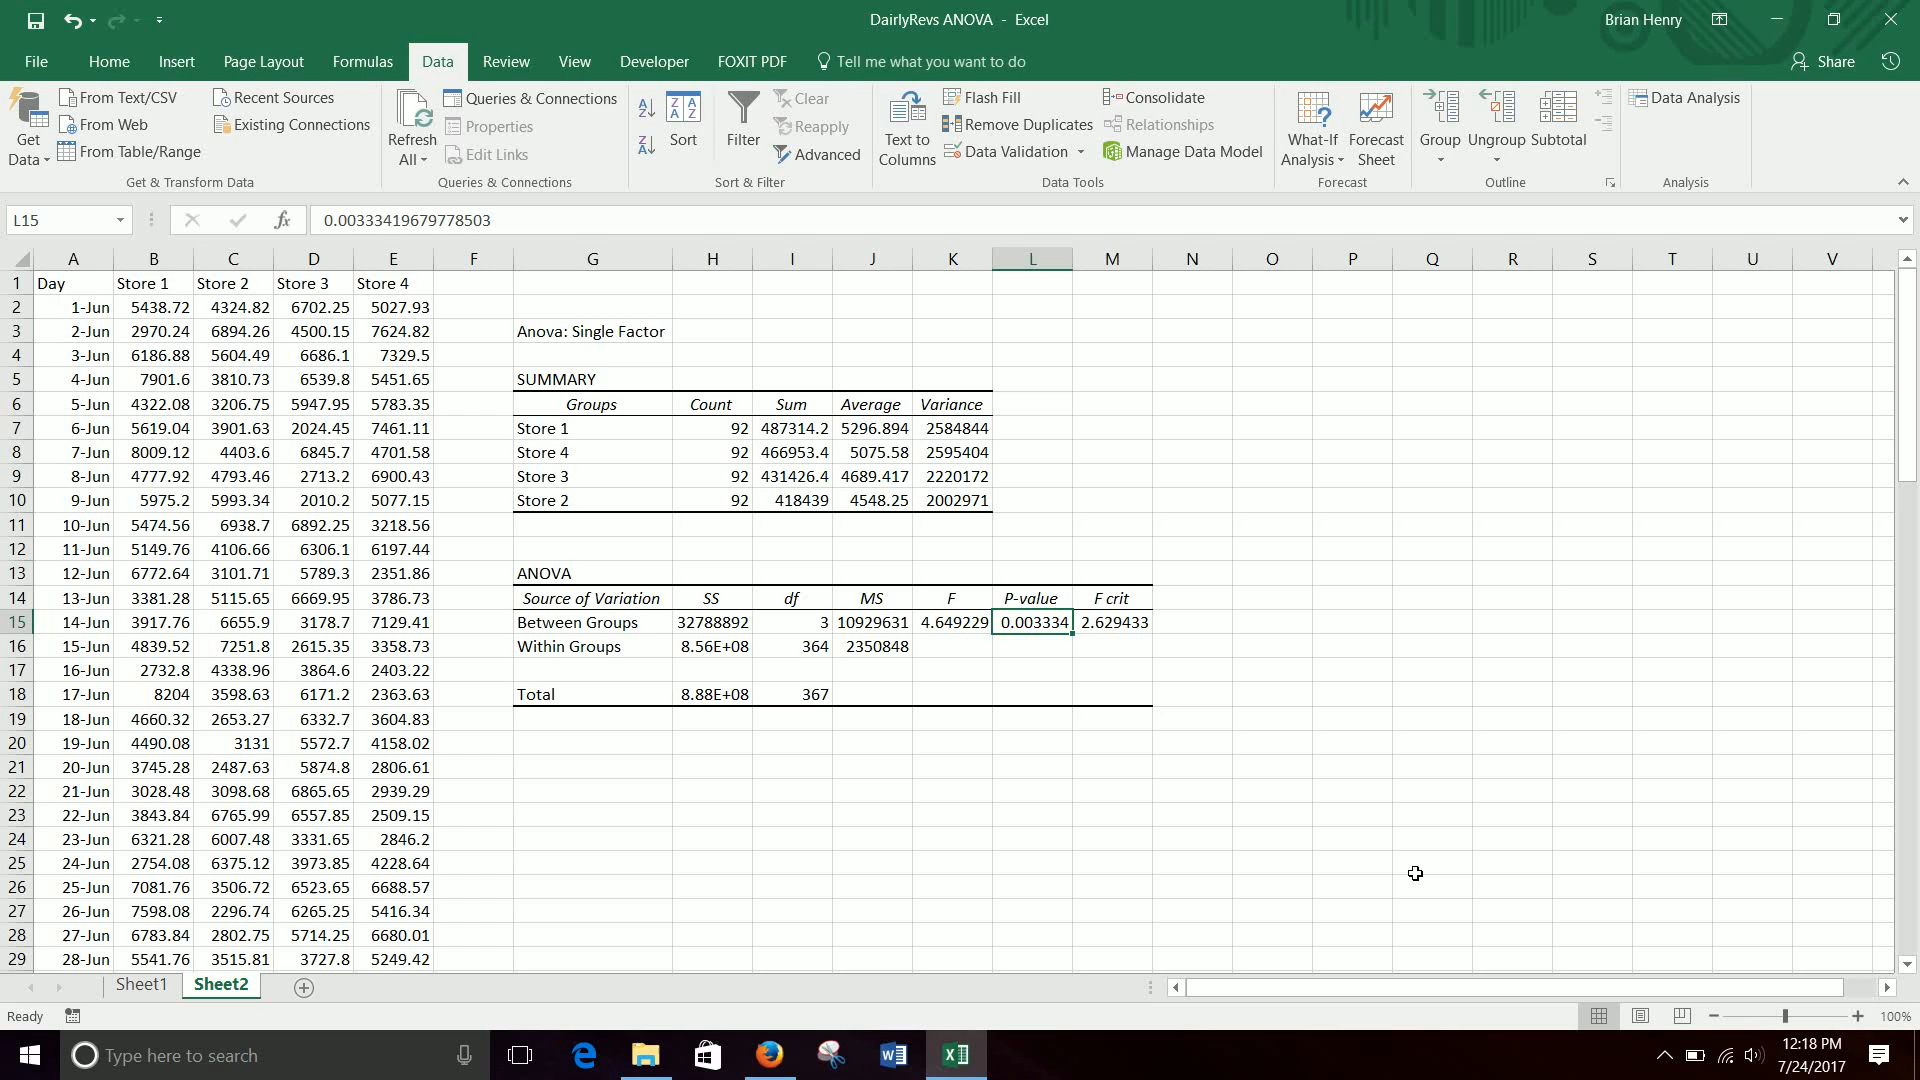 DairlyRevs ANOVA - Excel
Brian Henry
File Home Insert Page Layout Formulas Data Review View Developer FOXIT PDF Tell me what you want to do Share
Get Data
From Text/CSV
From Web
From Table/Range
Recent Sources
Existing Connections
Get & Transform Data
Refresh All
Queries & Connections
Properties
Edit Links
Queries & Connections
Sort
Filter
Clear
Reapply
Advanced
Sort & Filter
Text to Columns
Flash Fill
Remove Duplicates
Data Validation
Consolidate
Relationships
Manage Data Model
Data Tools
What-If Analysis
Forecast Sheet
Forecast
Group
Ungroup
Subtotal
Outline
Data Analysis
Analysis
L15 fx 0.00333419679778503
A B C D E F G H I J K L M N O P Q R S T U V
1 Day Store 1 Store 2 Store 3 Store 4
2 1-Jun 5438.72 4324.82 6702.25 5027.93
3 2-Jun 2970.24 6894.26 4500.15 7624.82 Anova: Single Factor
4 3-Jun 6186.88 5604.49 6686.1 7329.5
5 4-Jun 7901.6 3810.73 6539.8 5451.65 SUMMARY
6 5-Jun 4322.08 3206.75 5947.95 5783.35 Groups Count Sum Average Variance
7 6-Jun 5619.04 3901.63 2024.45 7461.11 Store 1 92 487314.2 5296.894 2584844
8 7-Jun 8009.12 4403.6 6845.7 4701.58 Store 4 92 466953.4 5075.58 2595404
9 8-Jun 4777.92 4793.46 2713.2 6900.43 Store 3 92 431426.4 4689.417 2220172
10 9-Jun 5975.2 5993.34 2010.2 5077.15 Store 2 92 418439 4548.25 2002971
11 10-Jun 5474.56 6938.7 6892.25 3218.56
12 11-Jun 5149.76 4106.66 6306.1 6197.44
13 12-Jun 6772.64 3101.71 5789.3 2351.86 ANOVA
14 13-Jun 3381.28 5115.65 6669.95 3786.73 Source of Variation SS df MS F P-value F crit
15 14-Jun 3917.76 6655.9 3178.7 7129.41 Between Groups 32788892 3 10929631 4.649229 0.003334 2.629433
16 15-Jun 4839.52 7251.8 2615.35 3358.73 Within Groups 8.56E+08 364 2350848
17 16-Jun 2732.8 4338.96 3864.6 2403.22
18 17-Jun 8204 3598.63 6171.2 2363.63 Total 8.88E+08 367
19 18-Jun 4660.32 2653.27 6332.7 3604.83
20 19-Jun 4490.08 3131 5572.7 4158.02
21 20-Jun 3745.28 2487.63 5874.8 2806.61
22 21-Jun 3028.48 3098.68 6865.65 2939.29
23 22-Jun 3843.84 6765.99 6557.85 2509.15
24 23-Jun 6321.28 6007.48 3331.65 2846.2
25 24-Jun 2754.08 6375.12 3973.85 4228.64
26 25-Jun 7081.76 3506.72 6523.65 6688.57
27 26-Jun 7598.08 2296.74 6265.25 5416.34
28 27-Jun 6783.84 2802.75 5714.25 6680.01
29 28-Jun 5541.76 3515.81 3727.8 5249.42
Sheet1 Sheet2
Ready 100%
Type here to search
12:18 PM
7/24/2017